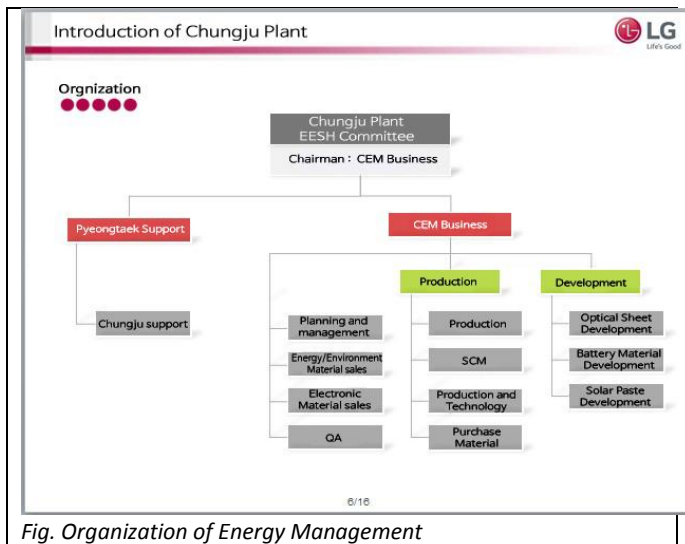 Introduction of Chungju Plant
LG
Life's Good
Orgnization
Chungju Plant
EESH Committee
Chairman : CEM Business
Pyeongtaek Support
CEM Business
Production
Development
Chungju support
Planning and
management
Energy/Environment
Material sales
Electronic
Material sales
QA
Production
SCM
Production and
Technology
Purchase
Material
Optical Sheet
Development
Battery Material
Development
Solar Paste
Development
6/16
Fig. Organization of Energy Management